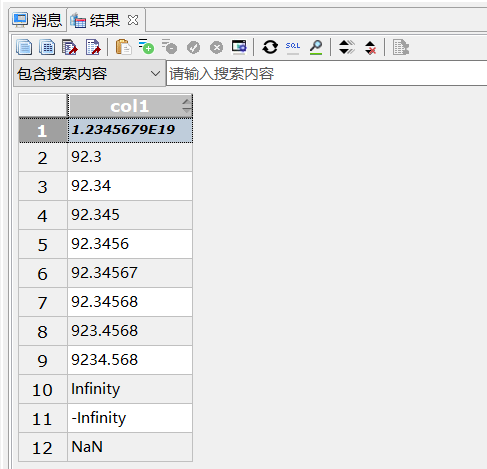 消息 结果
SQL
包含搜索内容 请输入搜索内容
col1
1 1.2345679E19
2 92.3
3 92.34
4 92.345
5 92.3456
6 92.34567
7 92.34568
8 923.4568
9 9234.568
10 Infinity
11 -Infinity
12 NaN